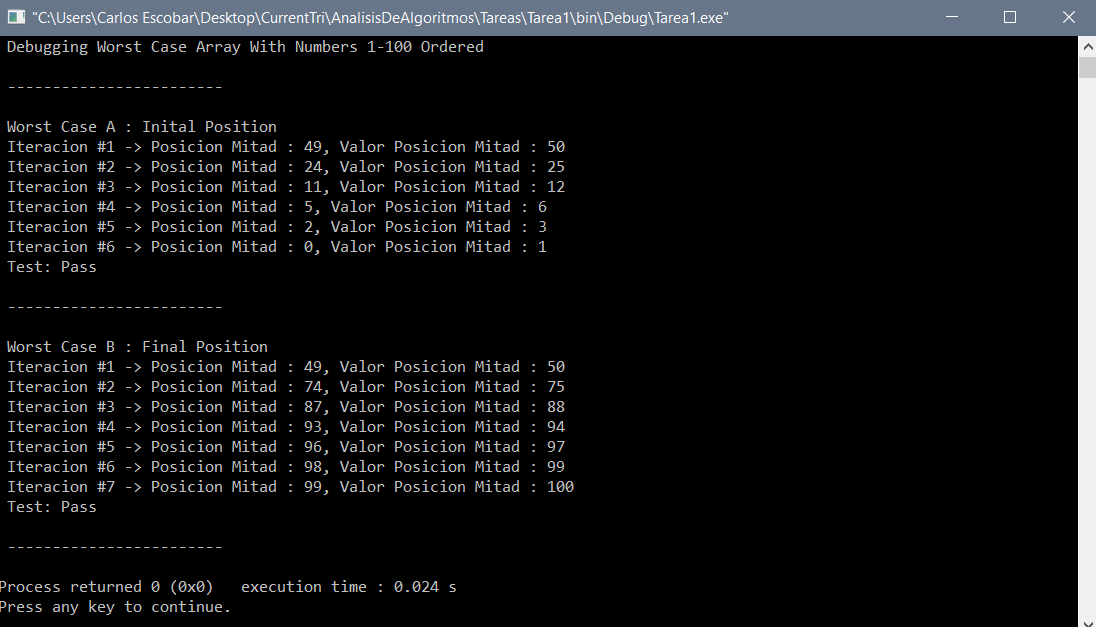 "C:\Users\Carlos Escobar\Desktop\CurrentTri\AnalisisDeAlgoritmos\Tareas\Tarea1\bin\Debug\Tarea1.exe"
Debugging Worst Case Array With Numbers 1-100 Ordered
------------------------
Worst Case A : Inital Position
Iteracion #1 -> Posicion Mitad : 49, Valor Posicion Mitad : 50
Iteracion #2 -> Posicion Mitad : 24, Valor Posicion Mitad : 25
Iteracion #3 -> Posicion Mitad : 11, Valor Posicion Mitad : 12
Iteracion #4 -> Posicion Mitad : 5, Valor Posicion Mitad : 6
Iteracion #5 -> Posicion Mitad : 2, Valor Posicion Mitad : 3
Iteracion #6 -> Posicion Mitad : 0, Valor Posicion Mitad : 1
Test: Pass
------------------------
Worst Case B : Final Position
Iteracion #1 -> Posicion Mitad : 49, Valor Posicion Mitad : 50
Iteracion #2 -> Posicion Mitad : 74, Valor Posicion Mitad : 75
Iteracion #3 -> Posicion Mitad : 87, Valor Posicion Mitad : 88
Iteracion #4 -> Posicion Mitad : 93, Valor Posicion Mitad : 94
Iteracion #5 -> Posicion Mitad : 96, Valor Posicion Mitad : 97
Iteracion #6 -> Posicion Mitad : 98, Valor Posicion Mitad : 99
Iteracion #7 -> Posicion Mitad : 99, Valor Posicion Mitad : 100
Test: Pass
------------------------
Process returned 0 (0x0)   execution time : 0.024 s
Press any key to continue.